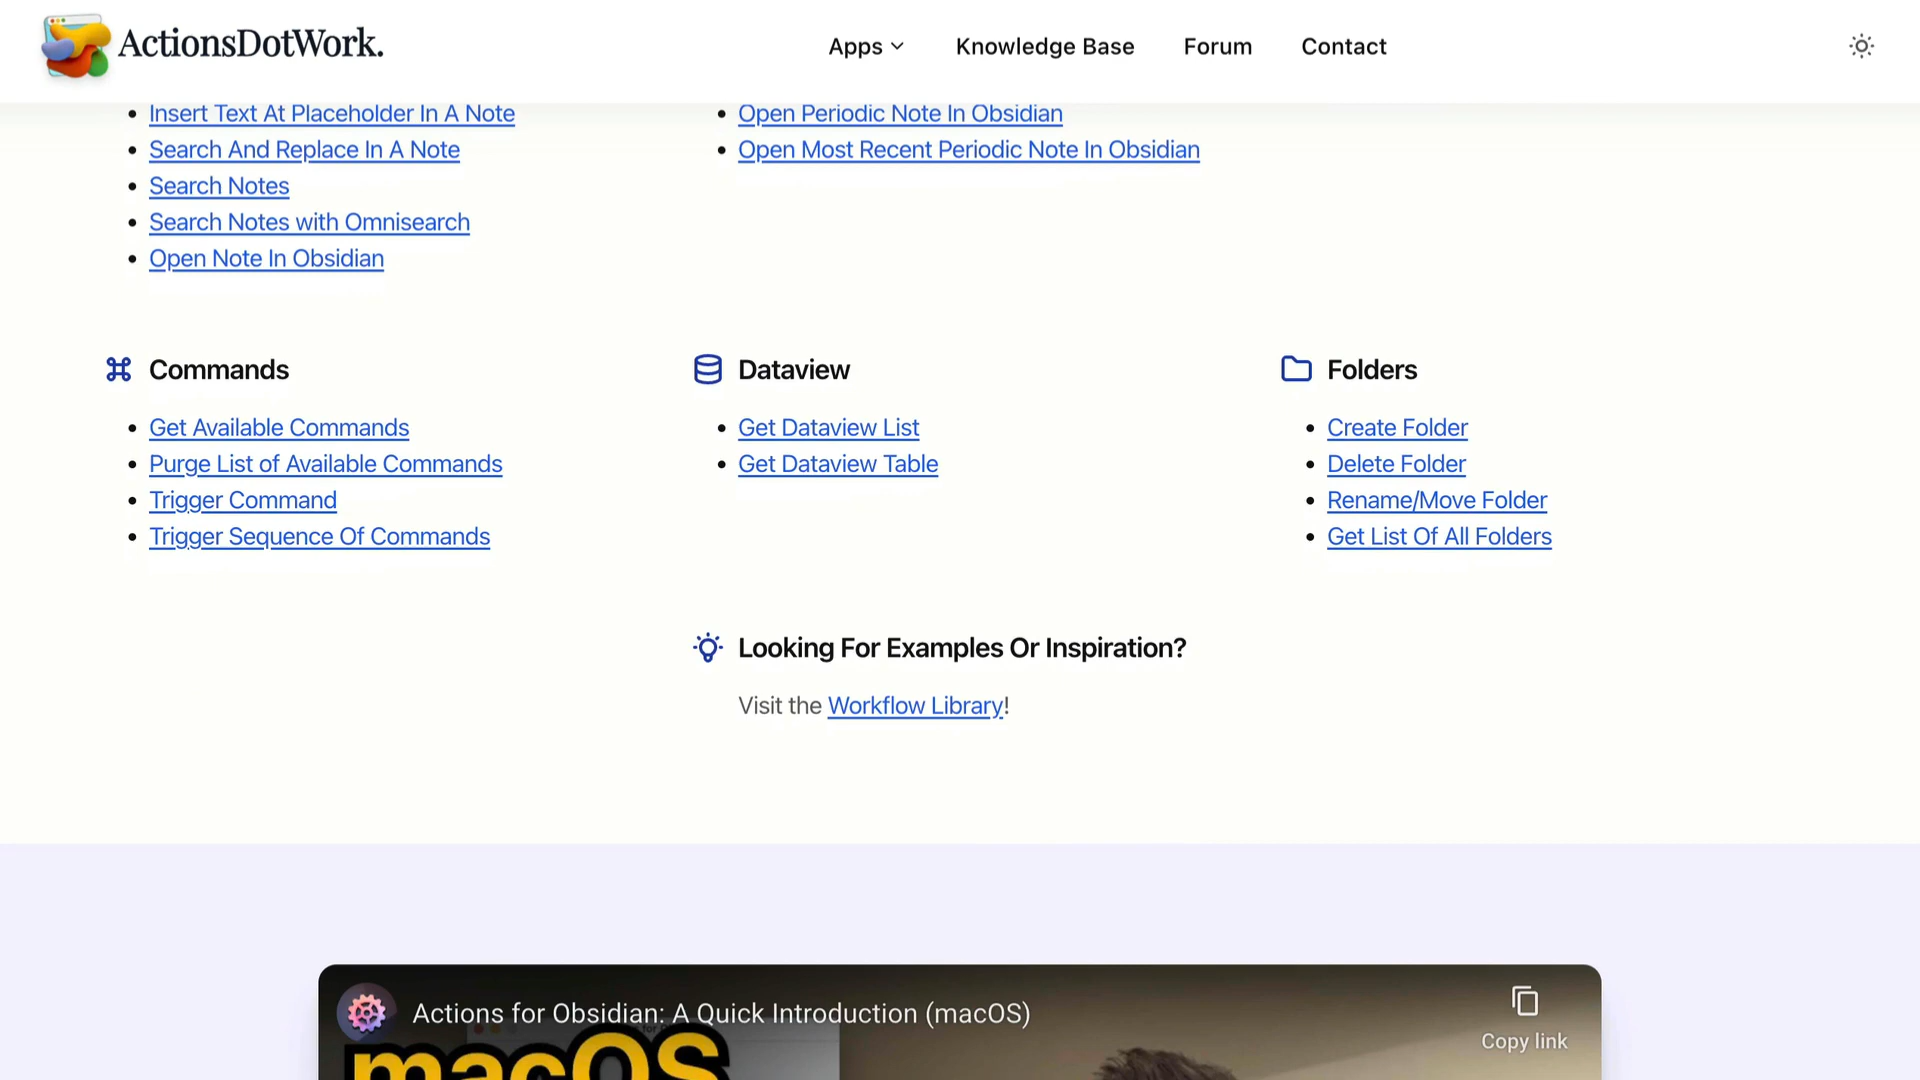 ActionsDotWork.
Apps
Knowledge Base
Forum
Contact
Insert Text At Placeholder In A Note
Search And Replace In A Note
Search Notes
Search Notes with Omnisearch
Open Note In Obsidian
Open Periodic Note In Obsidian
Open Most Recent Periodic Note In Obsidian
Commands
Get Available Commands
Purge List of Available Commands
Trigger Command
Trigger Sequence Of Commands
Dataview
Get Dataview List
Get Dataview Table
Folders
Create Folder
Delete Folder
Rename/Move Folder
Get List Of All Folders
Looking For Examples Or Inspiration?
Visit the Workflow Library!
Actions for Obsidian: A Quick Introduction (macOS)
Copy link
macOS